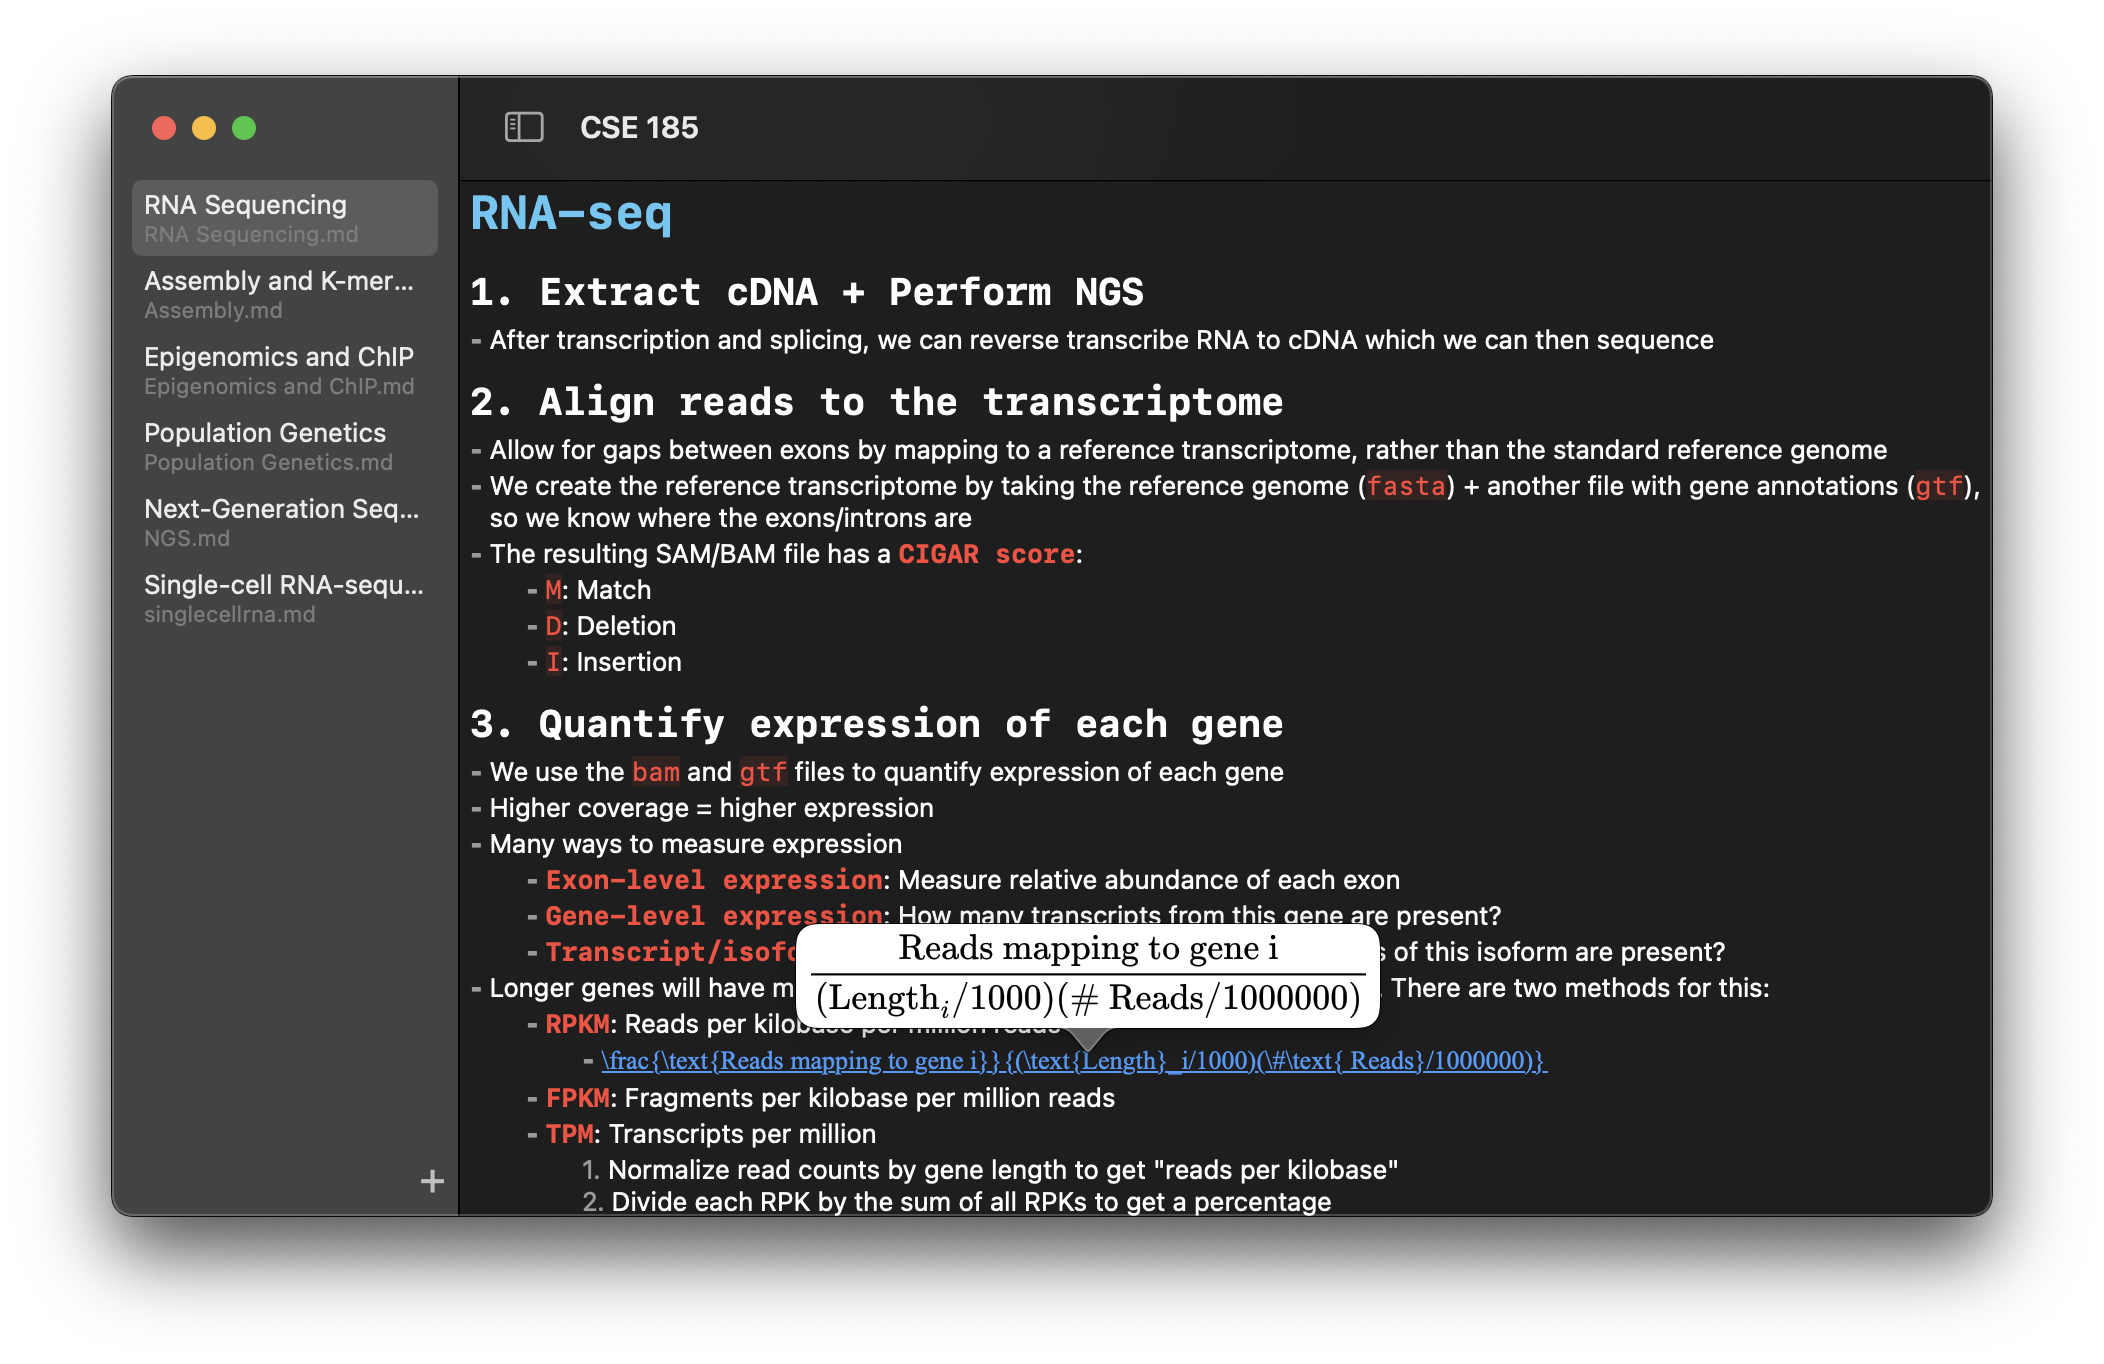 CSE 185
RNA Sequencing
RNA Sequencing.md
Assembly and K-mer...
Assembly.md
Epigenomics and ChIP
Epigenomics and ChIP.md
Population Genetics
Population Genetics.md
Next-Generation Seq...
NGS.md
Single-cell RNA-sequ...
singlecellrna.md
+
RNA-seq
1. Extract cDNA + Perform NGS
- After transcription and splicing, we can reverse transcribe RNA to cDNA which we can then sequence
2. Align reads to the transcriptome
- Allow for gaps between exons by mapping to a reference transcriptome, rather than the standard reference genome
- We create the reference transcriptome by taking the reference genome (fasta) + another file with gene annotations (gtf),
so we know where the exons/introns are
- The resulting SAM/BAM file has a CIGAR score:
- M: Match
- D: Deletion
- I: Insertion
3. Quantify expression of each gene
- We use the bam and gtf files to quantify expression of each gene
- Higher coverage = higher expression
- Many ways to measure expression
- Exon-level expression: Measure relative abundance of each exon
- Gene-level expression: How many transcripts from this gene are present?
- Transcript/isofo of this isoform are present?
- Longer genes will have There are two methods for this:
Reads mapping to gene i
(Length_i/1000)(# Reads/1000000)
- RPKM: Reads per kilobase per million reads
- \frac{\text{Reads mapping to gene i}}{(\text{Length}_i/1000)(\#\text{ Reads}/1000000)}
- FPKM: Fragments per kilobase per million reads
- TPM: Transcripts per million
1. Normalize read counts by gene length to get "reads per kilobase"
2. Divide each RPK by the sum of all RPKs to get a percentage